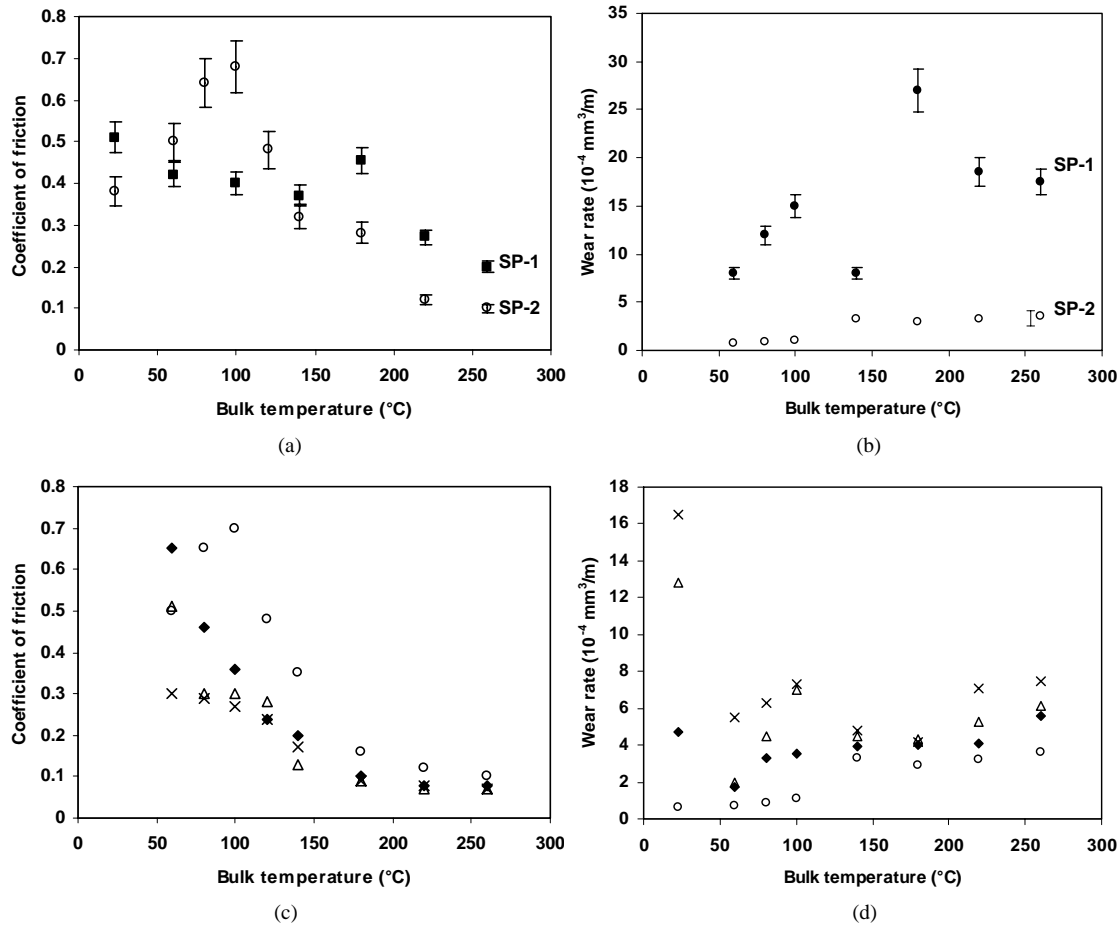 0.8
0.7
0.6
0.5
0.4
0.3
0.2
0.1
0
Coefficient of friction
SP-1
SP-2
0 50 100 150 200 250 300
Bulk temperature (°C)
(a)
35
30
25
20
15
10
5
0
Wear rate (10⁻⁴ mm³/m)
SP-1
SP-2
0 50 100 150 200 250 300
Bulk temperature (°C)
(b)
0.8
0.7
0.6
0.5
0.4
0.3
0.2
0.1
0
Coefficient of friction
0 50 100 150 200 250 300
Bulk temperature (°C)
(c)
18
16
14
12
10
8
6
4
2
0
Wear rate (10⁻⁴ mm³/m)
0 50 100 150 200 250 300
Bulk temperature (°C)
(d)